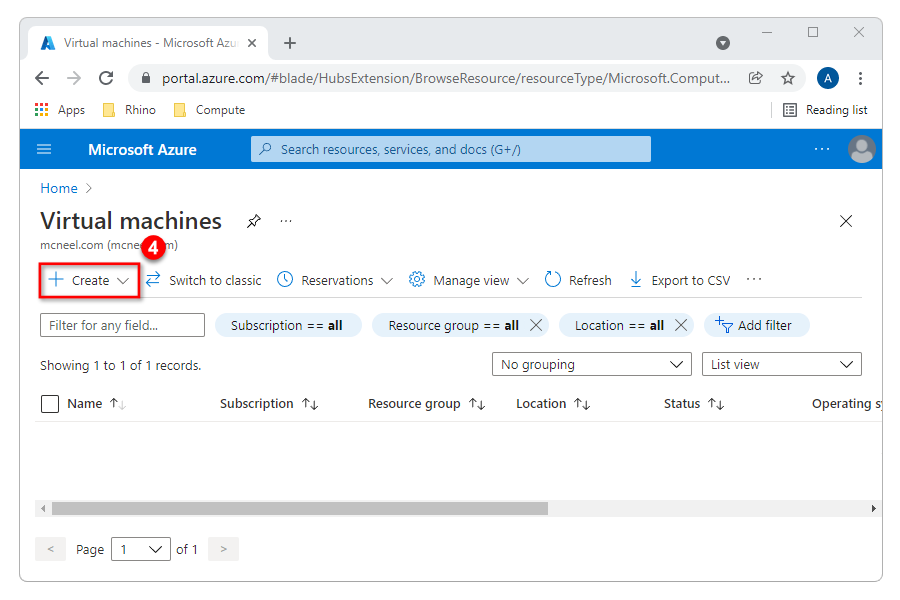 Virtual machines - Microsoft Azu
portal.azure.com/#blade/HubsExtension/BrowseResource/resourceType/Microsoft.Comput... A
Apps Rhino Compute Reading list
Microsoft Azure Search resources, services, and docs (G+/) ...
Home >
Virtual machines ...
mcneel.com (mcnee m)
4
+ Create Switch to classic Reservations Manage view Refresh Export to CSV ...
Filter for any field... Subscription == all Resource group == all Location == all Add filter
Showing 1 to 1 of 1 records. No grouping List view
Name ↑↓ Subscription ↑↓ Resource group ↑↓ Location ↑↓ Status ↑↓ Operating sy
< Page 1 of 1 >